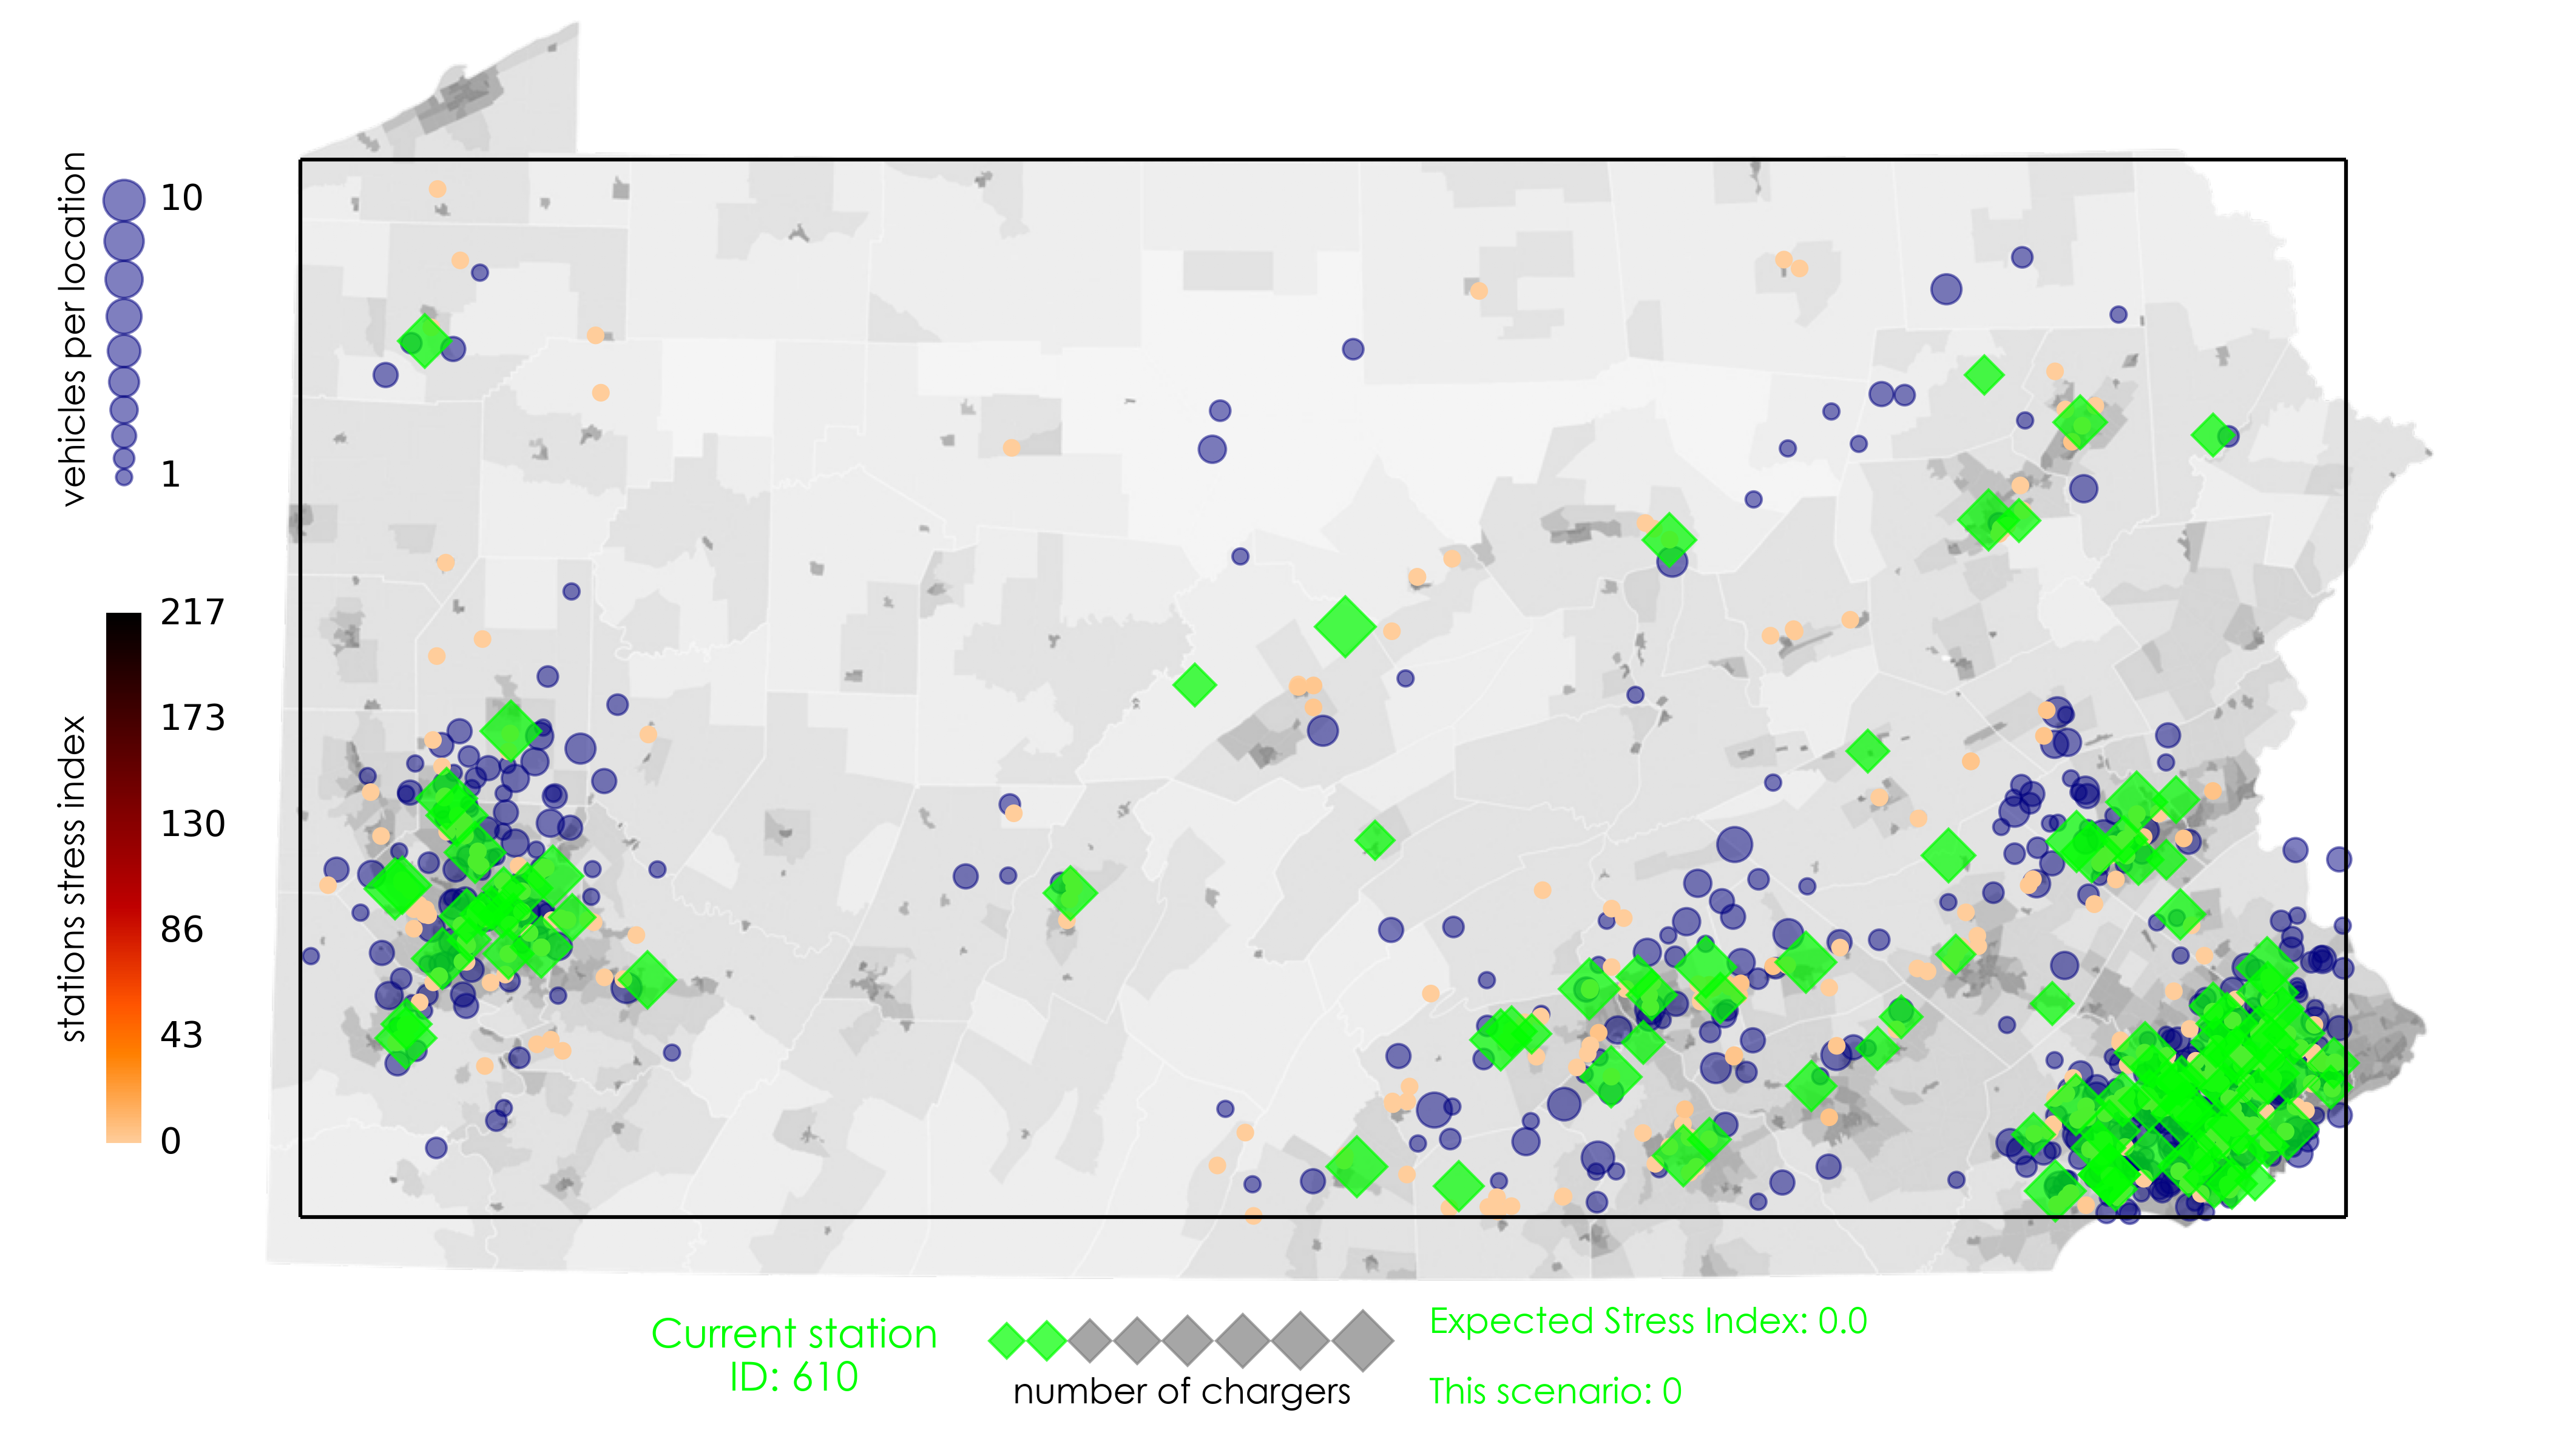 vehicles per location
10
1
stations stress index
217
173
130
86
43
0
Current station
ID: 610
number of chargers
Expected Stress Index: 0.0
This scenario: 0